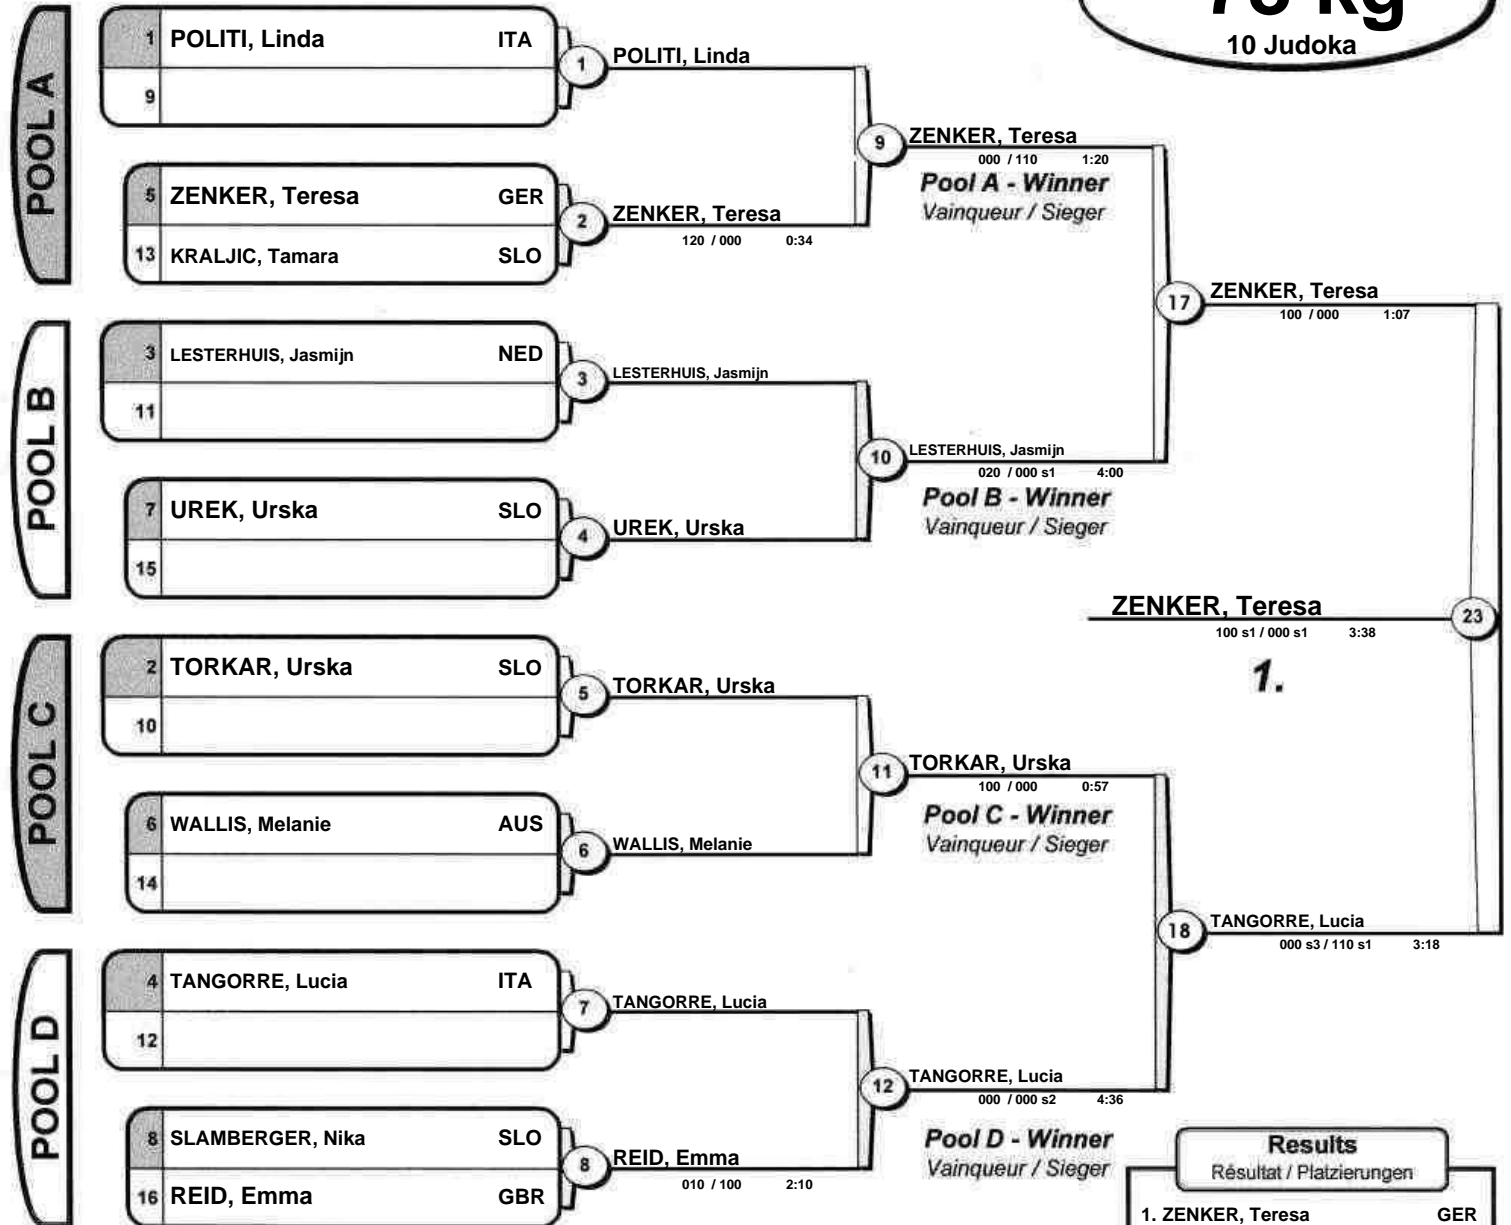 10 Judoka
POOL A
1 POLITI, Linda ITA
9
1
POLITI, Linda
5 ZENKER, Teresa GER
13 KRALJIC, Tamara SLO
2
ZENKER, Teresa
120 / 000 0:34
9
ZENKER, Teresa
000 / 110 1:20
Pool A - Winner
Vainqueur / Sieger
POOL B
3 LESTERHUIS, Jasmijn NED
11
3
LESTERHUIS, Jasmijn
7 UREK, Urska SLO
15
4
UREK, Urska
10
LESTERHUIS, Jasmijn
020 / 000 s1 4:00
Pool B - Winner
Vainqueur / Sieger
17
ZENKER, Teresa
100 / 000 1:07
POOL C
2 TORKAR, Urska SLO
10
5
TORKAR, Urska
6 WALLIS, Melanie AUS
14
6
WALLIS, Melanie
11
TORKAR, Urska
100 / 000 0:57
Pool C - Winner
Vainqueur / Sieger
POOL D
4 TANGORRE, Lucia ITA
12
7
TANGORRE, Lucia
8 SLAMBERGER, Nika SLO
16 REID, Emma GBR
8
REID, Emma
010 / 100 2:10
12
TANGORRE, Lucia
000 / 000 s2 4:36
Pool D - Winner
Vainqueur / Sieger
18
TANGORRE, Lucia
000 s3 / 110 s1 3:18
ZENKER, Teresa
23
100 s1 / 000 s1 3:38
1.
Results
Résultat / Platzierungen
1. ZENKER, Teresa GER